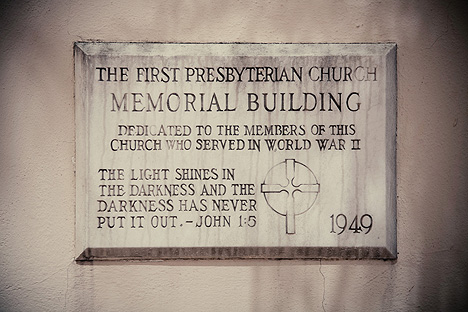 THE FIRST PRESBYTERIAN CHURCH
MEMORIAL BUILDING
DEDICATED TO THE MEMBERS OF THIS
CHURCH WHO SERVED IN WORLD WAR II
THE LIGHT SHINES IN
THE DARKNESS AND THE
DARKNESS HAS NEVER
PUT IT OUT.-JOHN 1:5
1949